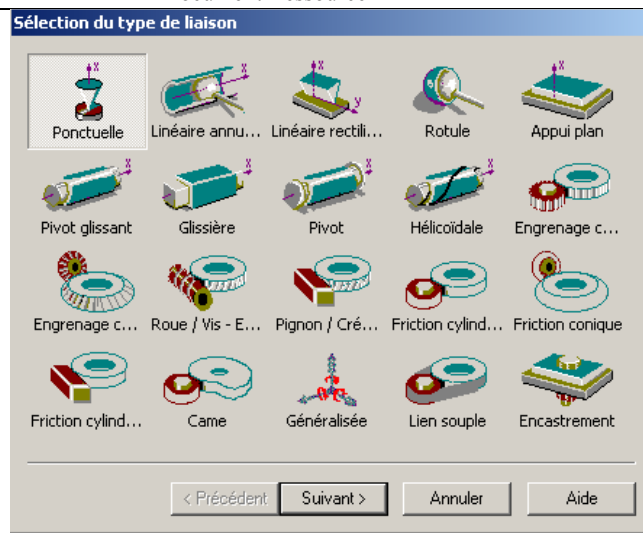 Sélection du type de liaison
Ponctuelle
Linéaire annu...
Linéaire rectili...
Rotule
Appui plan
Pivot glissant
Glissière
Pivot
Hélicoïdale
Engrenage c...
Engrenage c...
Roue / Vis - E...
Pignon / Cré...
Friction cylind...
Friction conique
Friction cylind...
Came
Généralisée
Lien souple
Encastrement
< Précédent
Suivant >
Annuler
Aide